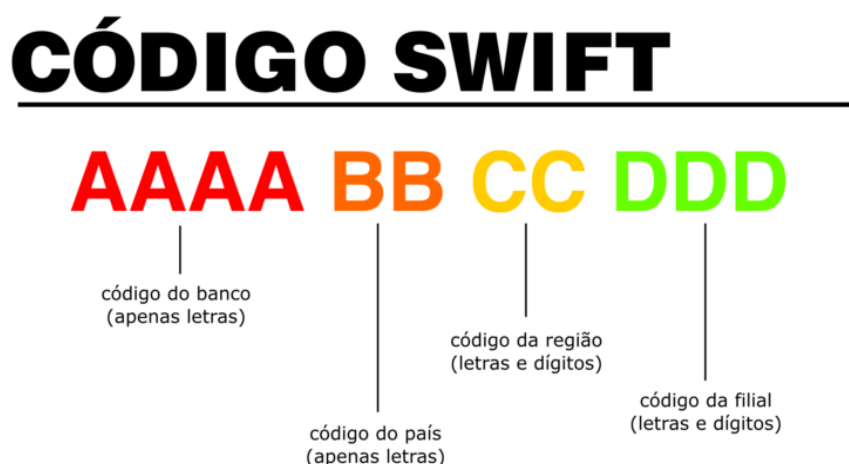 CÓDIGO SWIFT
AAAA BB CC DDD
código do banco
(apenas letras)
código da região
(letras e dígitos)
código da filial
(letras e dígitos)
código do país
(apenas letras)